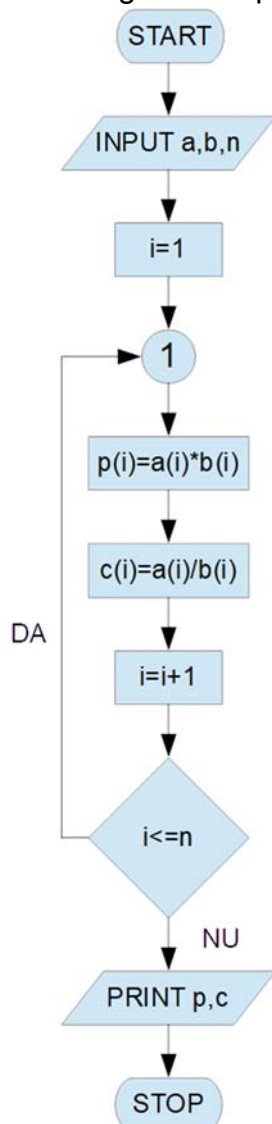 START
INPUT a,b,n
i=1
1
p(i)=a(i)*b(i)
c(i)=a(i)/b(i)
DA
i=i+1
i<=n
NU
PRINT p,c
STOP